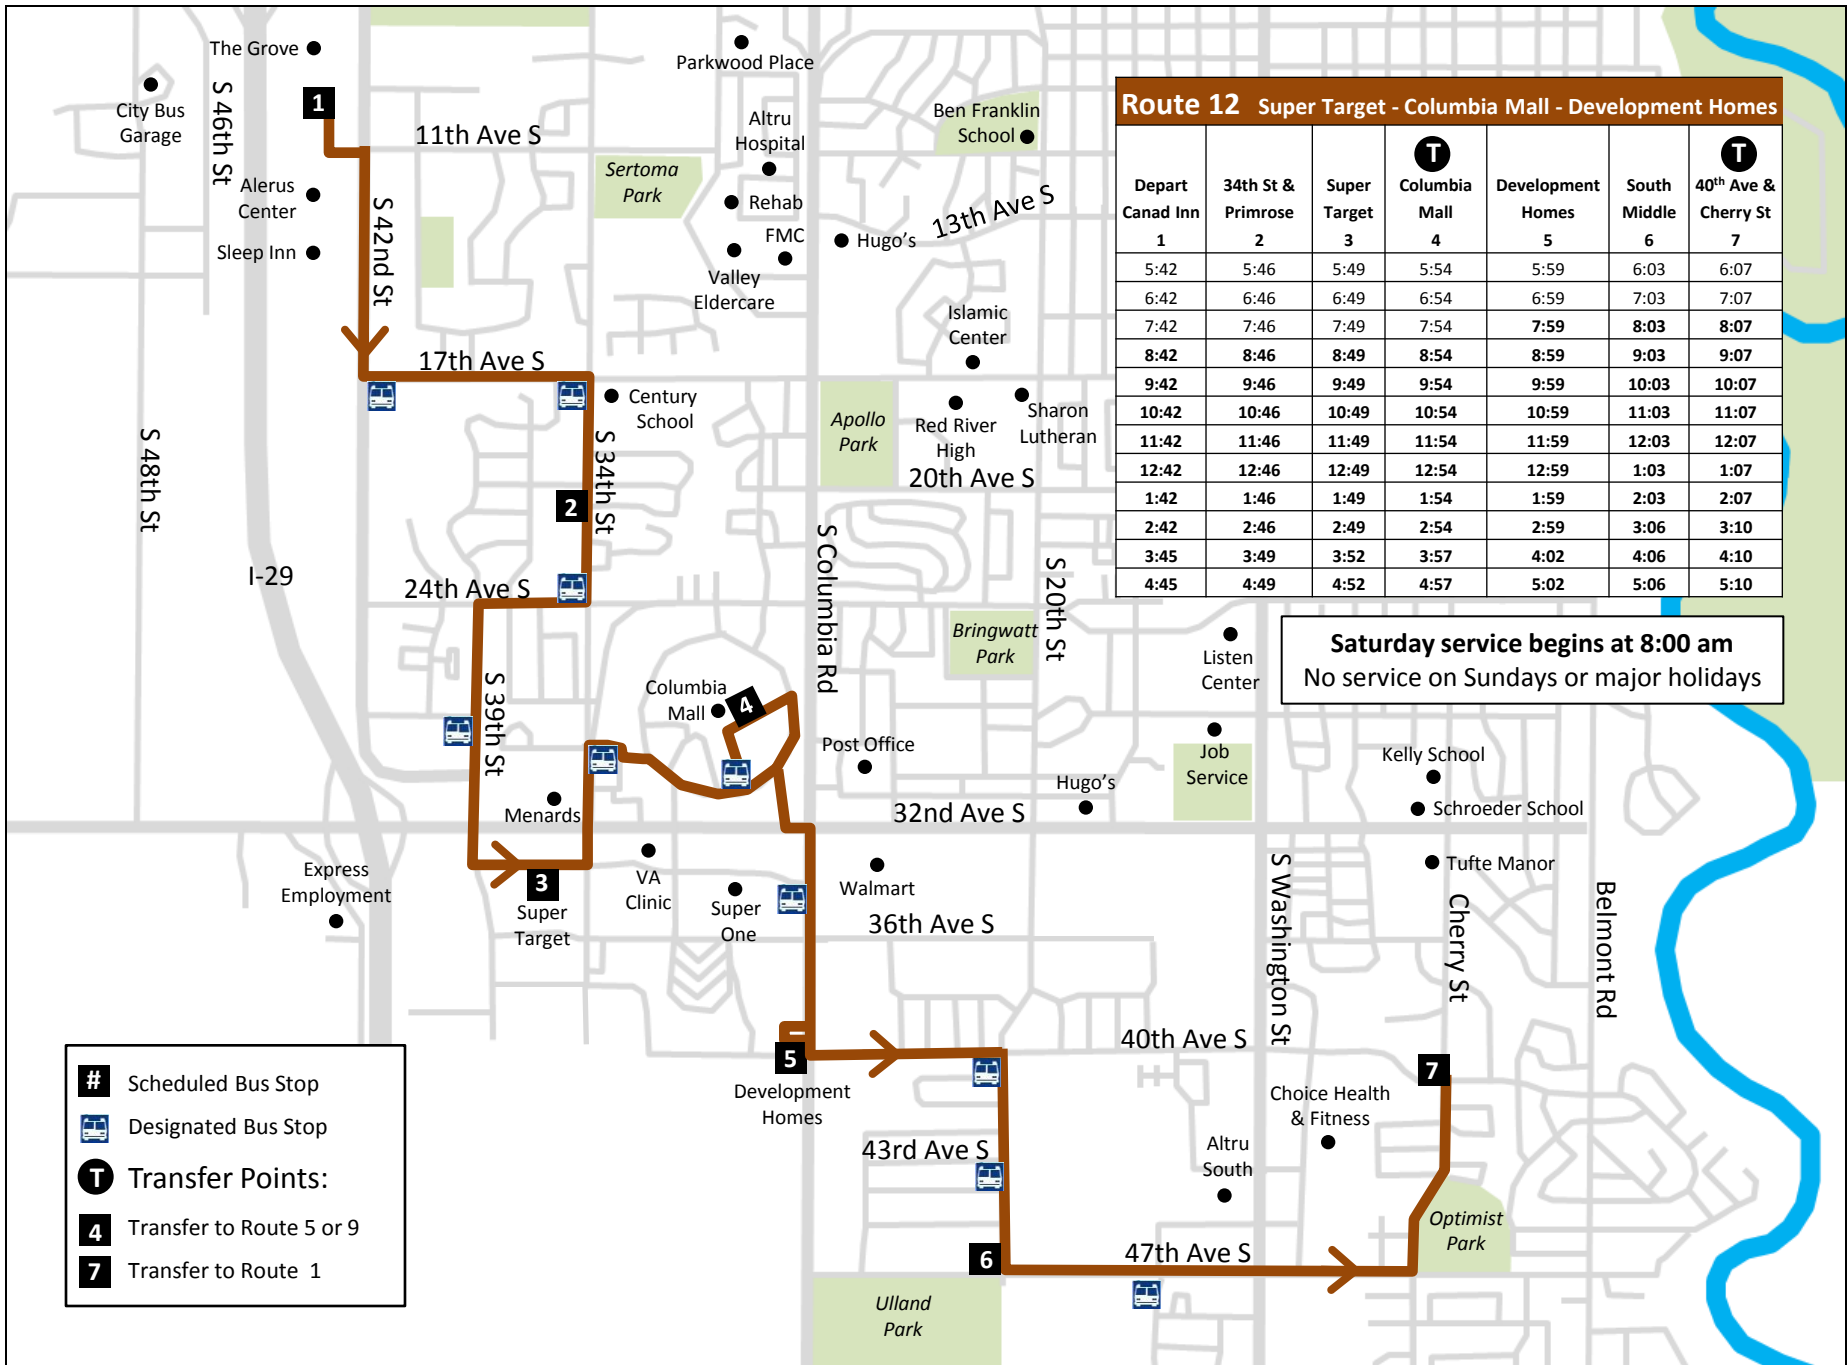 The Grove
City Bus
Garage
S 46th St
Alerus
Center
Sleep Inn
1
11th Ave S
S 42nd St
Sertoma
Park
Parkwood Place
Altru
Hospital
Rehab
FMC
Valley
Eldercare
Hugo's
13th Ave S
Ben Franklin
School
Islamic
Center
Sharon
Lutheran
Red River
High
Apollo
Park
20th Ave S
17th Ave S
Century
School
S 34th St
2
S 48th St
I-29
24th Ave S
S 39th St
Columbia
Mall
4
S Columbia Rd
S 20th St
Bringwatt
Park
Post Office
Hugo's
Listen
Center
Job
Service
Kelly School
Schroeder School
Tufte Manor
Menards
32nd Ave S
Express
Employment
3
Super
Target
VA
Clinic
Super
One
Walmart
36th Ave S
S Washington St
Cherry St
Belmont Rd
5
Development
Homes
40th Ave S
7
Choice Health
& Fitness
Altru
South
43rd Ave S
6
47th Ave S
Optimist
Park
Ulland
Park
Route 12 Super Target - Columbia Mall - Development Homes
T T
Depart 34th St & Super Columbia Development South 40th Ave &
Canad Inn Primrose Target Mall Homes Middle Cherry St
1 2 3 4 5 6 7
5:42 5:46 5:49 5:54 5:59 6:03 6:07
6:42 6:46 6:49 6:54 6:59 7:03 7:07
7:42 7:46 7:49 7:54 7:59 8:03 8:07
8:42 8:46 8:49 8:54 8:59 9:03 9:07
9:42 9:46 9:49 9:54 9:59 10:03 10:07
10:42 10:46 10:49 10:54 10:59 11:03 11:07
11:42 11:46 11:49 11:54 11:59 12:03 12:07
12:42 12:46 12:49 12:54 12:59 1:03 1:07
1:42 1:46 1:49 1:54 1:59 2:03 2:07
2:42 2:46 2:49 2:54 2:59 3:06 3:10
3:45 3:49 3:52 3:57 4:02 4:06 4:10
4:45 4:49 4:52 4:57 5:02 5:06 5:10
Saturday service begins at 8:00 am
No service on Sundays or major holidays
# Scheduled Bus Stop
Designated Bus Stop
T Transfer Points:
4 Transfer to Route 5 or 9
7 Transfer to Route 1